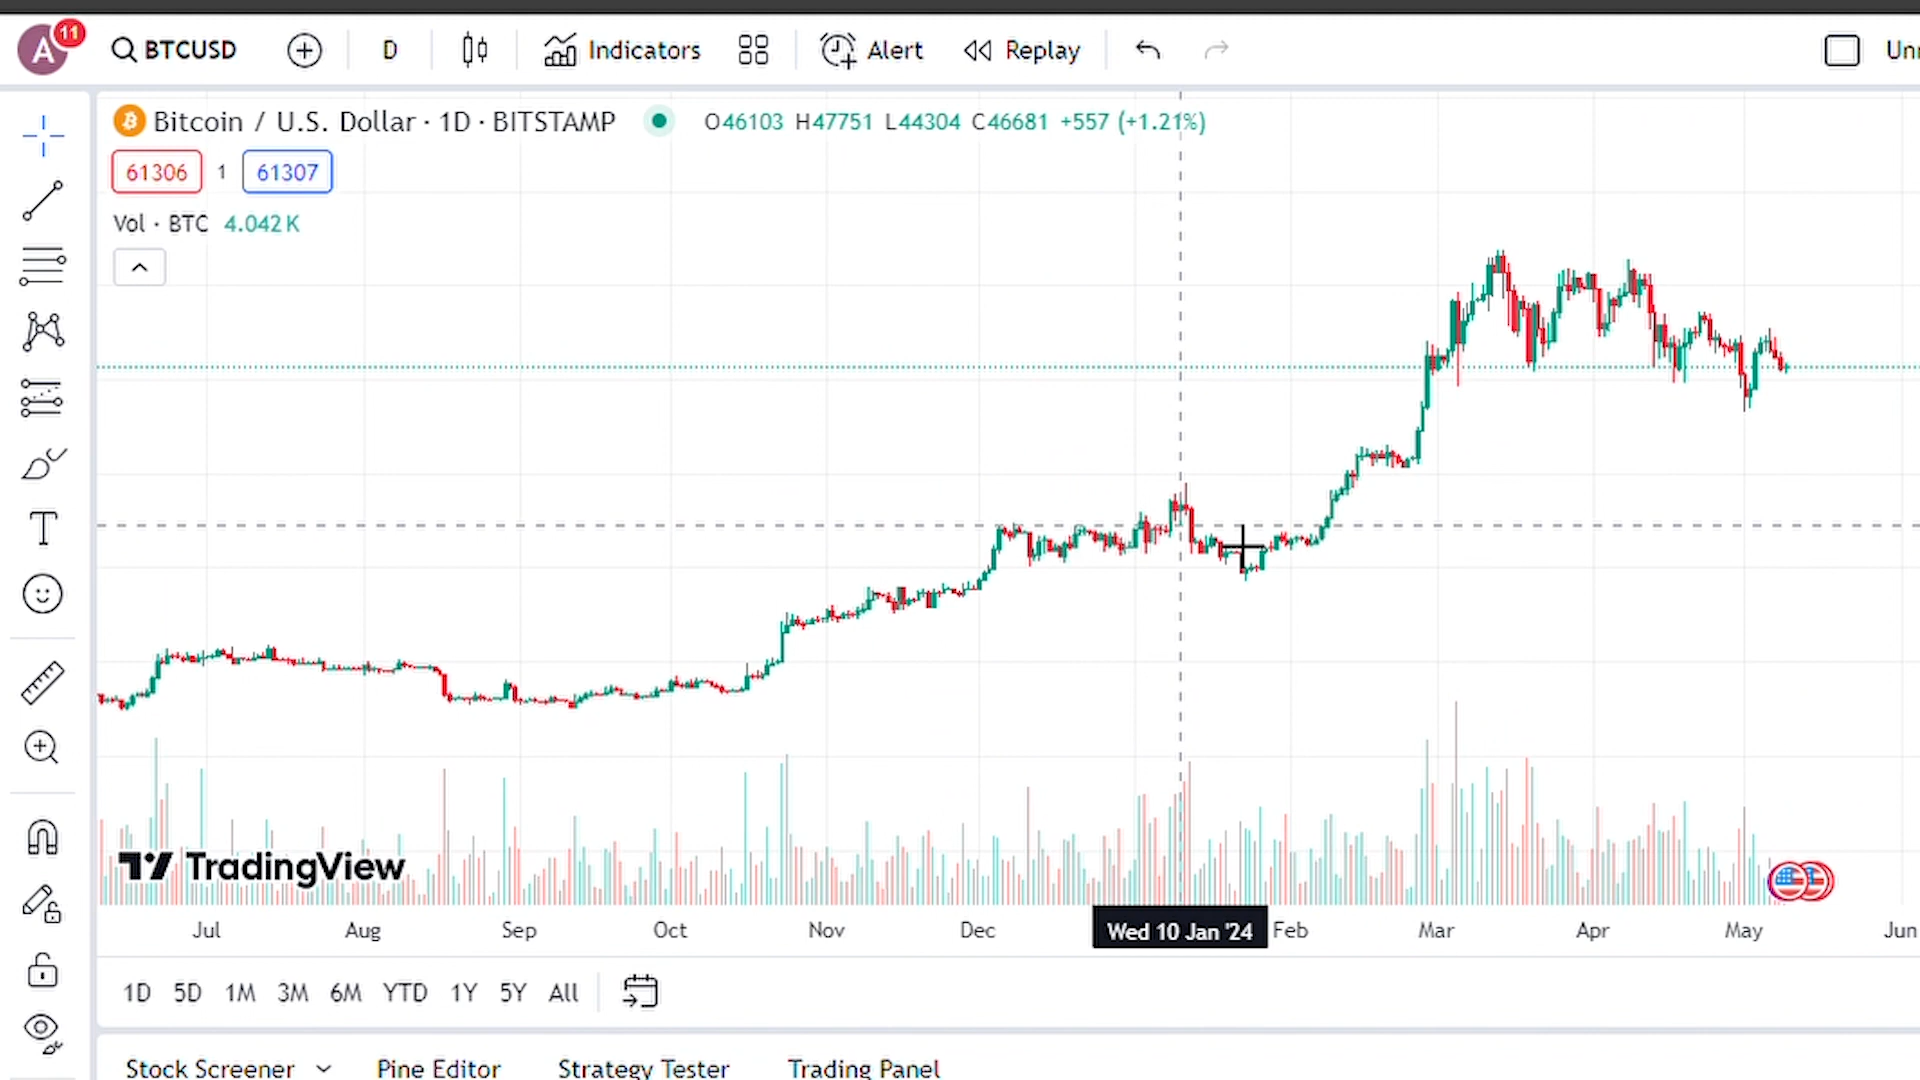 A 11 BTCUSD D Indicators Alert Replay
Bitcoin / U.S. Dollar · 1D · BITSTAMP O46103 H47751 L44304 C46681 +557 (+1.21%)
61306 1 61307
Vol · BTC 4.042K
TradingView
Jul Aug Sep Oct Nov Dec Wed 10 Jan '24 Feb Mar Apr May Jun
1D 5D 1M 3M 6M YTD 1Y 5Y All
Stock Screener Pine Editor Strategy Tester Trading Panel